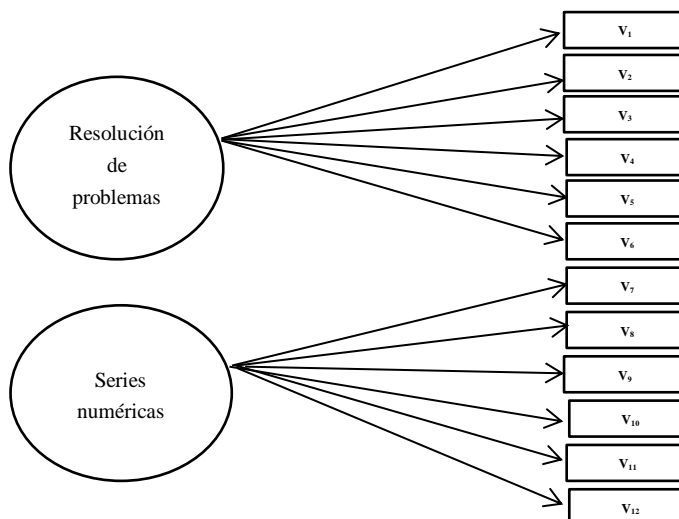 V₁
V₂
Resolución
de
problemas
V₃
V₄
V₅
V₆
V₇
V₈
Series
numéricas
V₉
V₁₀
V₁₁
V₁₂